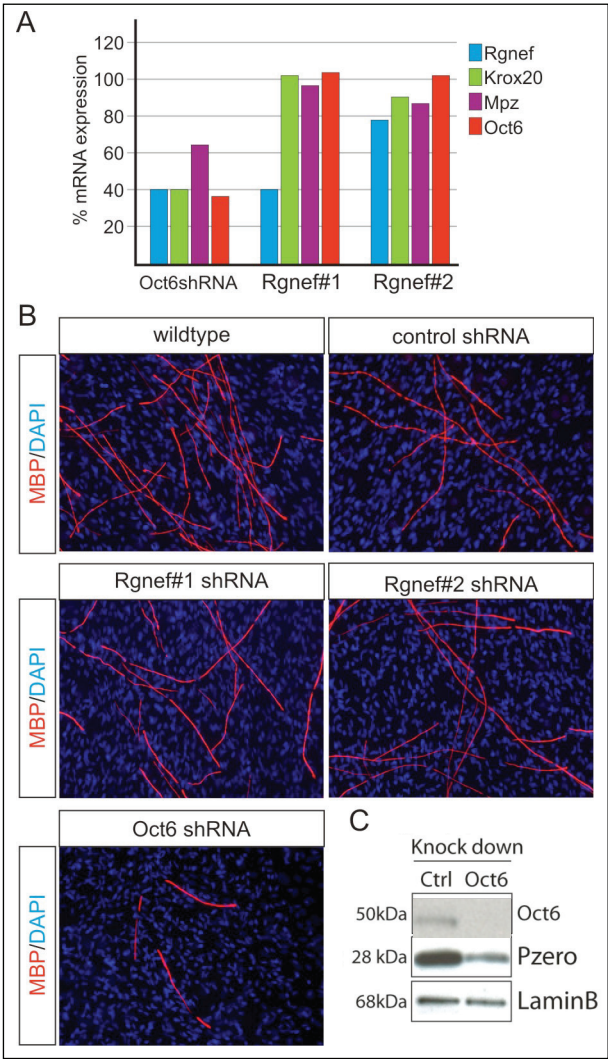 A
120
100
80
60
40
20
% mRNA expression
Oct6shRNA Rgnef#1 Rgnef#2
Rgnef
Krox20
Mpz
Oct6
B
wildtype control shRNA
MBP/DAPI
Rgnef#1 shRNA Rgnef#2 shRNA
MBP/DAPI
Oct6 shRNA
MBP/DAPI
C
Knock down
Ctrl Oct6
50kDa Oct6
28 kDa Pzero
68kDa LaminB